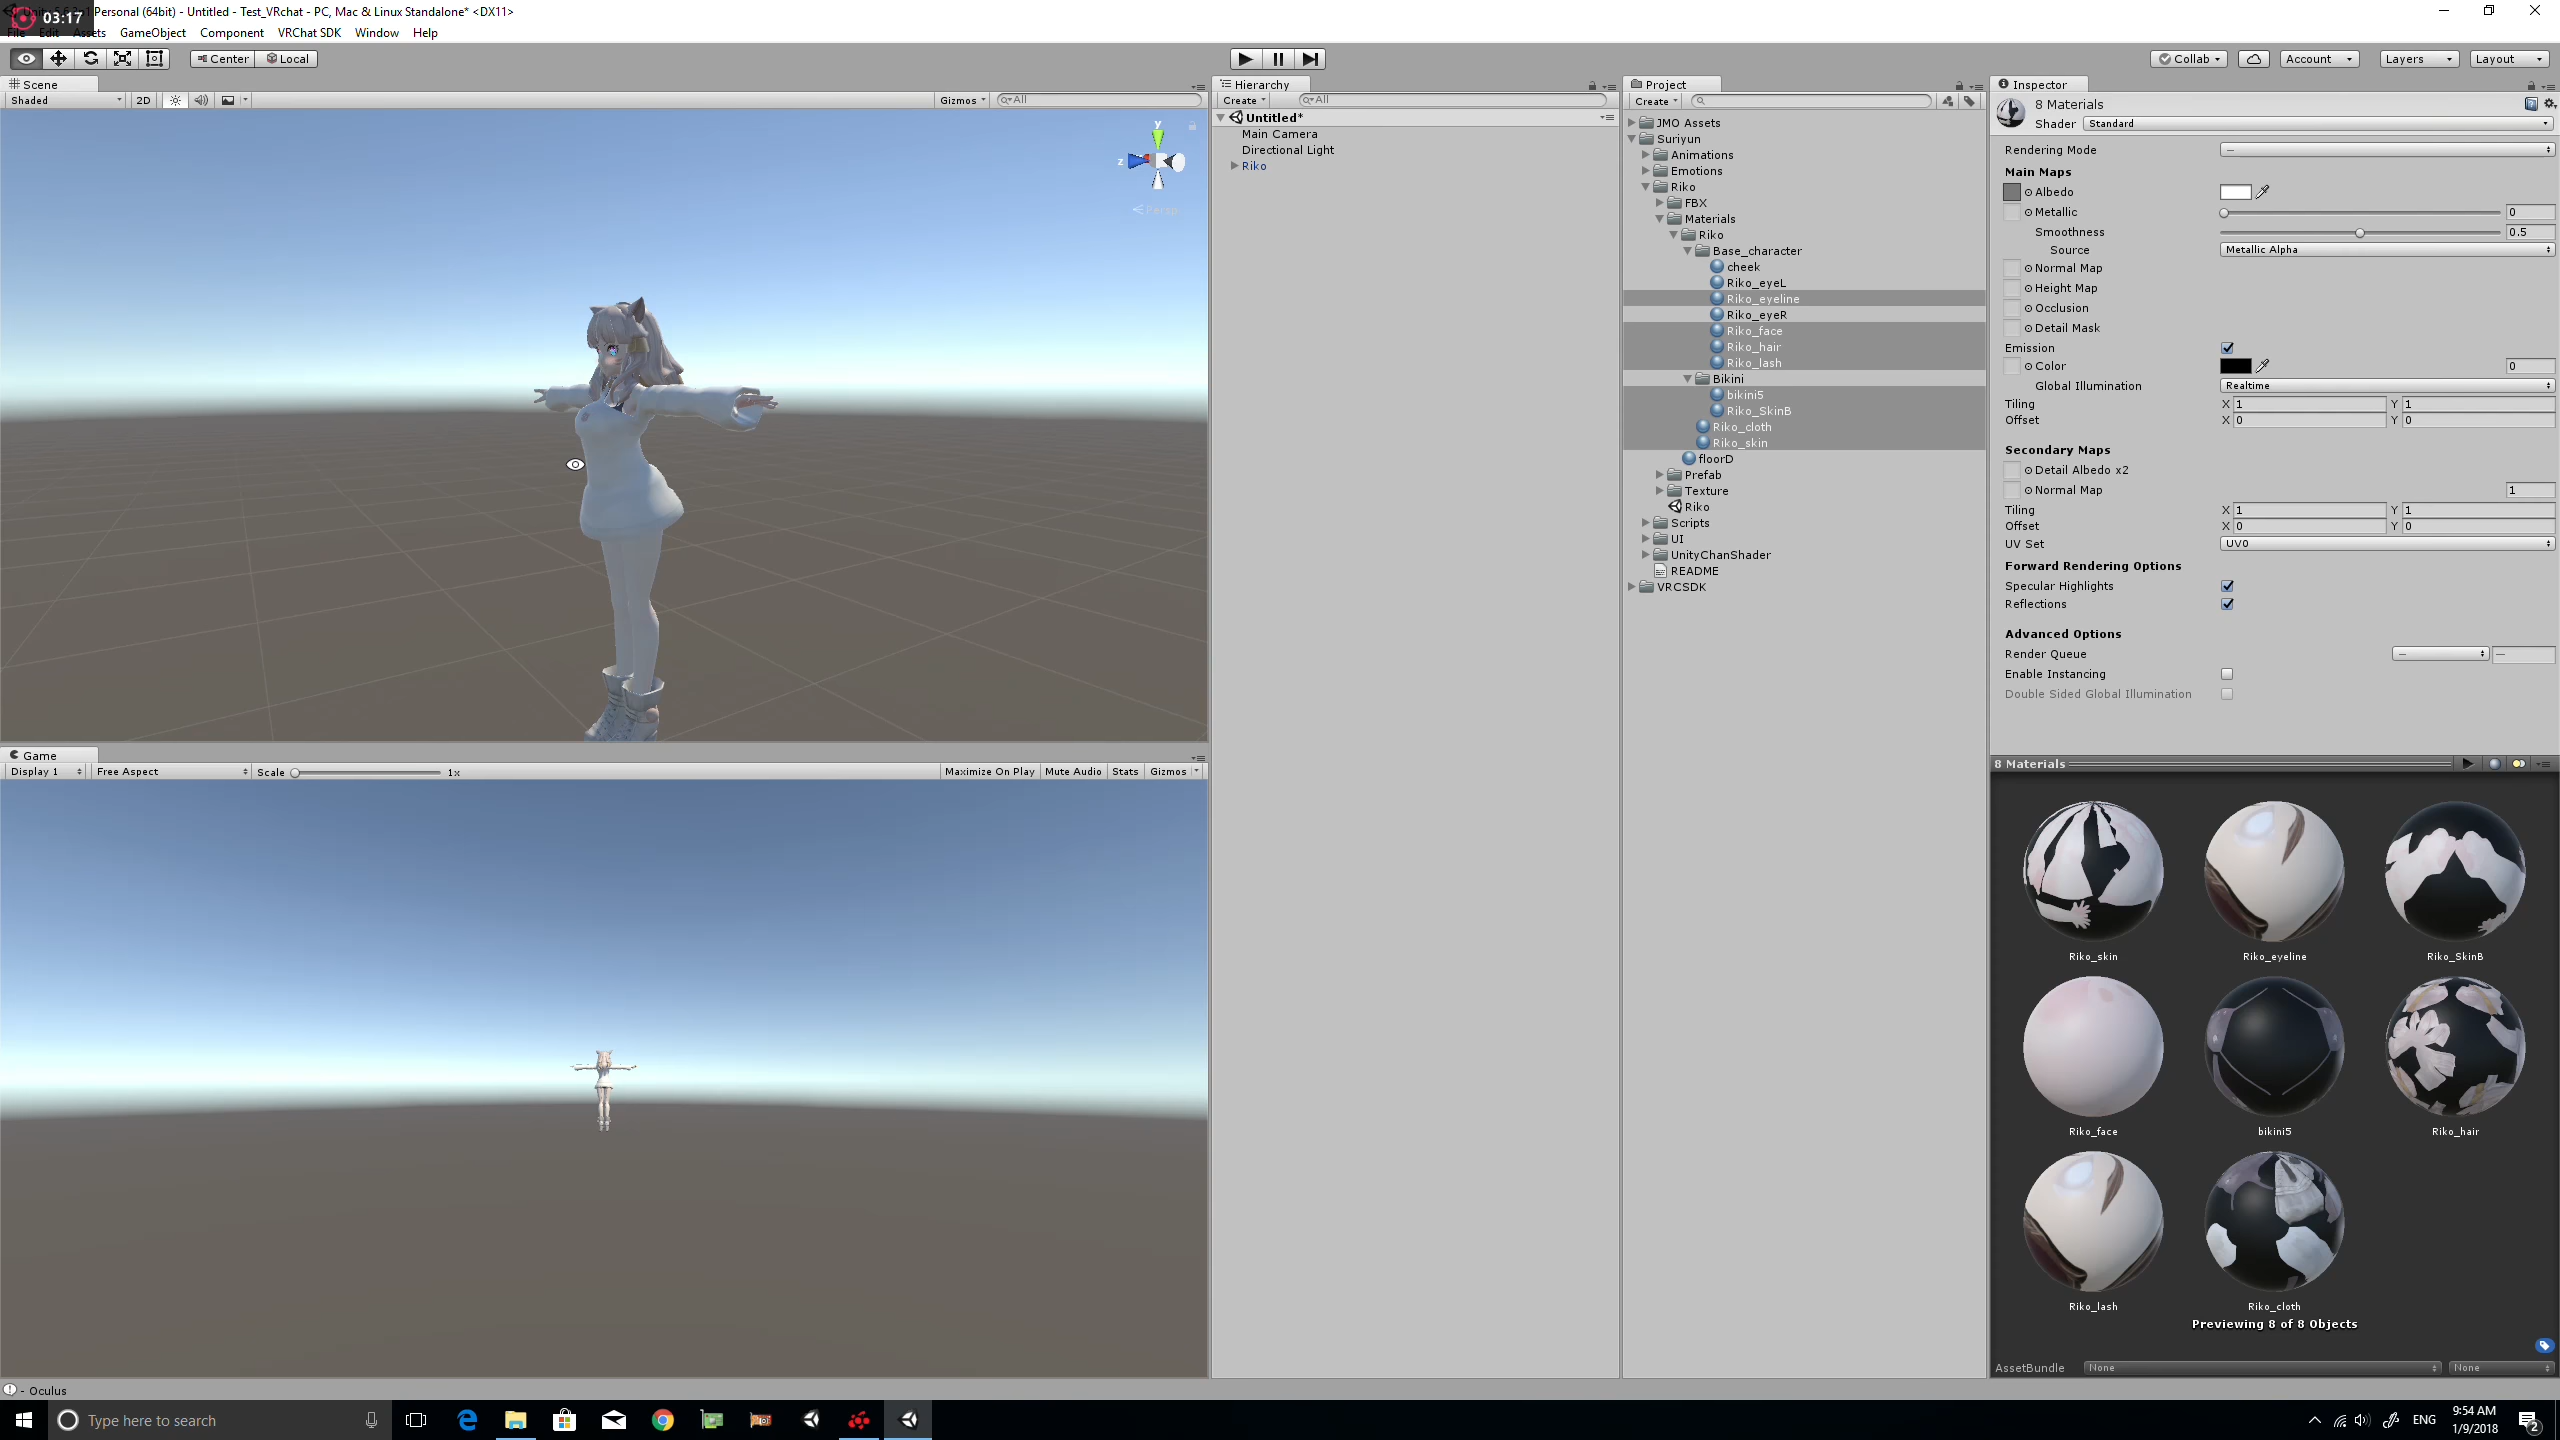 03:17
Personal (64bit) - Untitled - Test_VRchat - PC, Mac & Linux Standalone* <DX11>
File Edit Assets GameObject Component VRChat SDK Window Help
Center Local
Collab Account Layers Layout
Scene
Shaded 2D Gizmos All
y
z
Persp
Game
Display 1 Free Aspect Scale 1x Maximize On Play Mute Audio Stats Gizmos
Hierarchy
Create All
Untitled*
Main Camera
Directional Light
Riko
Project
Create
JMO Assets
Suriyun
Animations
Emotions
Riko
FBX
Materials
Riko
Base_character
cheek
Riko_eyeL
Riko_eyeline
Riko_eyeR
Riko_face
Riko_hair
Riko_lash
Bikini
bikini5
Riko_SkinB
Riko_cloth
Riko_skin
floorD
Prefab
Texture
Riko
Scripts
UI
UnityChanShader
README
VRCSDK
Inspector
8 Materials
Shader Standard
Rendering Mode —
Main Maps
Albedo
Metallic 0
Smoothness 0.5
Source Metallic Alpha
Normal Map
Height Map
Occlusion
Detail Mask
Emission
Color 0
Global Illumination Realtime
Tiling X 1 Y 1
Offset X 0 Y 0
Secondary Maps
Detail Albedo x2
Normal Map 1
Tiling X 1 Y 1
Offset X 0 Y 0
UV Set UV0
Forward Rendering Options
Specular Highlights
Reflections
Advanced Options
Render Queue — —
Enable Instancing
Double Sided Global Illumination
8 Materials
Riko_skin Riko_eyeline Riko_SkinB
Riko_face bikini5 Riko_hair
Riko_lash Riko_cloth
Previewing 8 of 8 Objects
AssetBundle None None
- Oculus
Type here to search
ENG
9:54 AM
1/9/2018
2